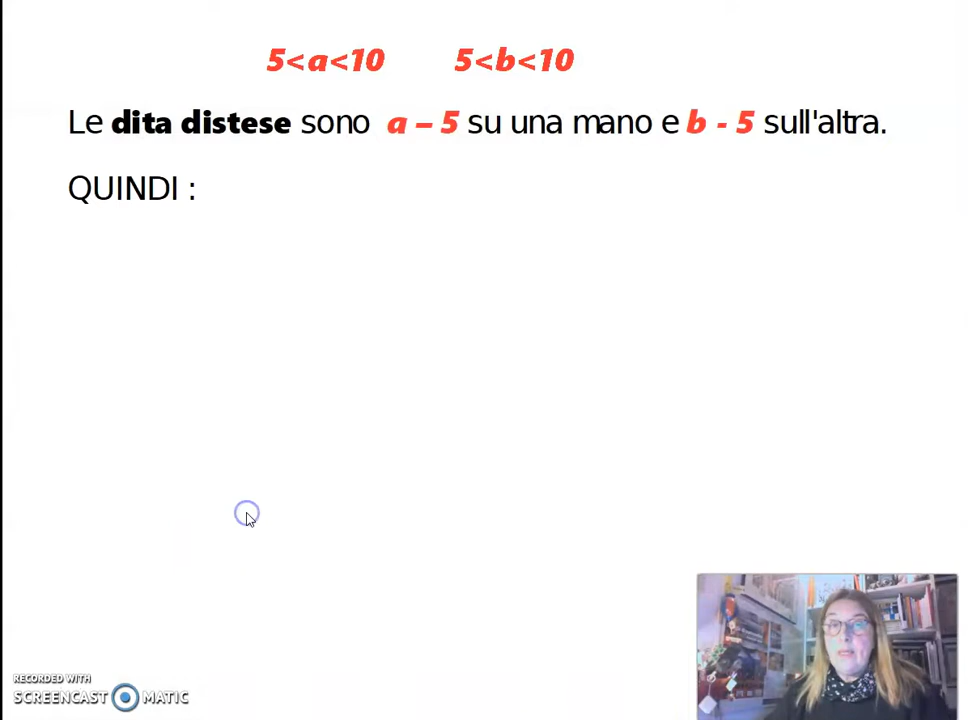 5<a<10 5<b<10
Le dita distese sono a – 5 su una mano e b - 5 sull'altra.
QUINDI :
RECORDED WITH
SCREENCAST MATIC